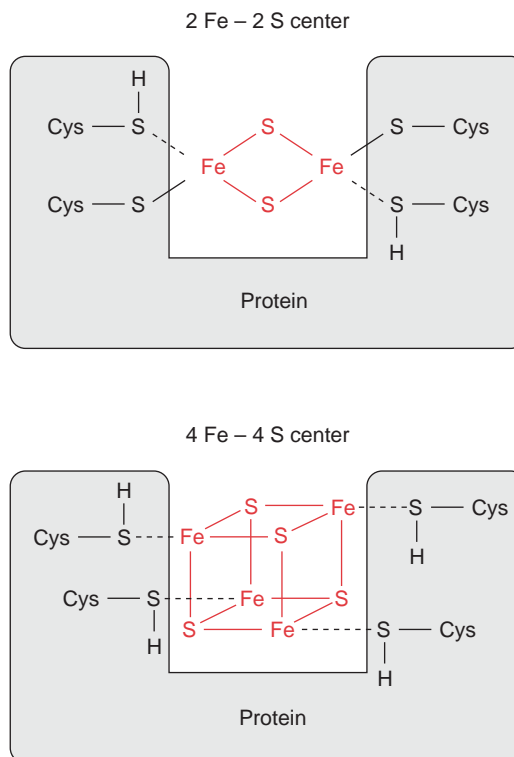 2 Fe – 2 S center
H
Cys S S S Cys
Fe Fe
Cys S S S Cys
H
Protein
4 Fe – 4 S center
H S Fe S Cys
Cys S Fe S H
Cys S Fe S
H S Fe S Cys
H
Protein